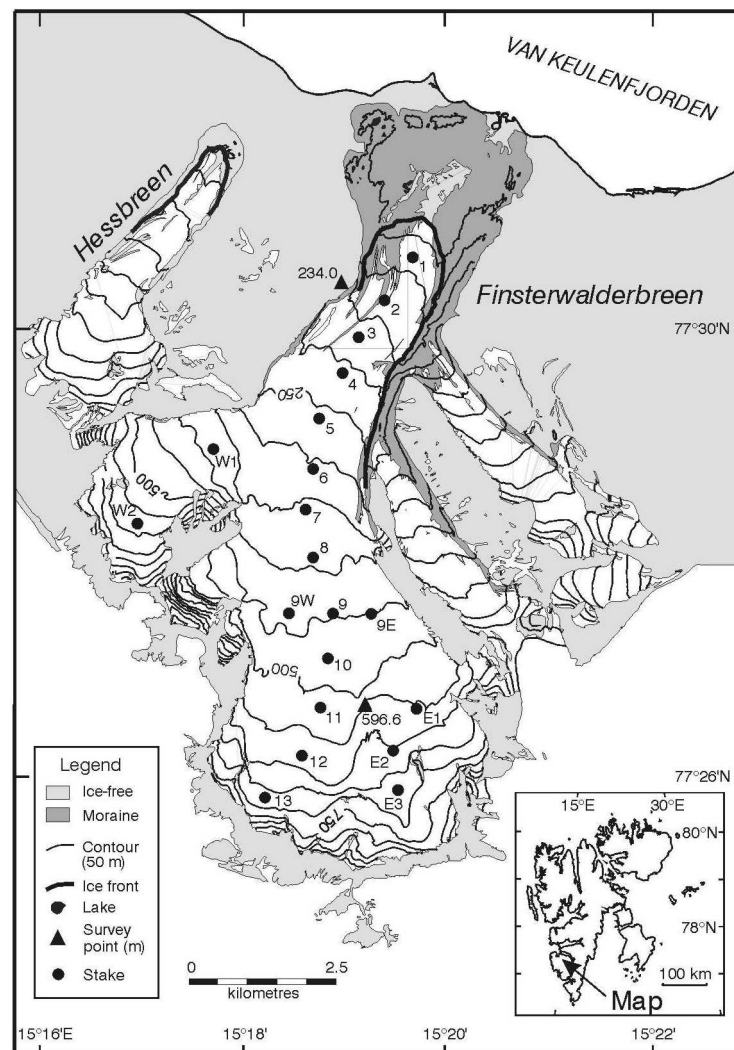 VAN KEULENFJORDEN
Hessbreen
234.0
1
2
Finsterwalderbreen
3
77°30'N
4
250
5
W1
6
500
W2
7
8
9W
9
9E
10
500
11
596.6
E1
12
E2
77°26'N
13
E3
750
Legend
Ice-free
Moraine
Contour
(50 m)
Ice front
Lake
Survey
point (m)
Stake
0 2.5
kilometres
15°E 30°E
80°N
78°N
100 km
Map
15°16'E 15°18' 15°20' 15°22'